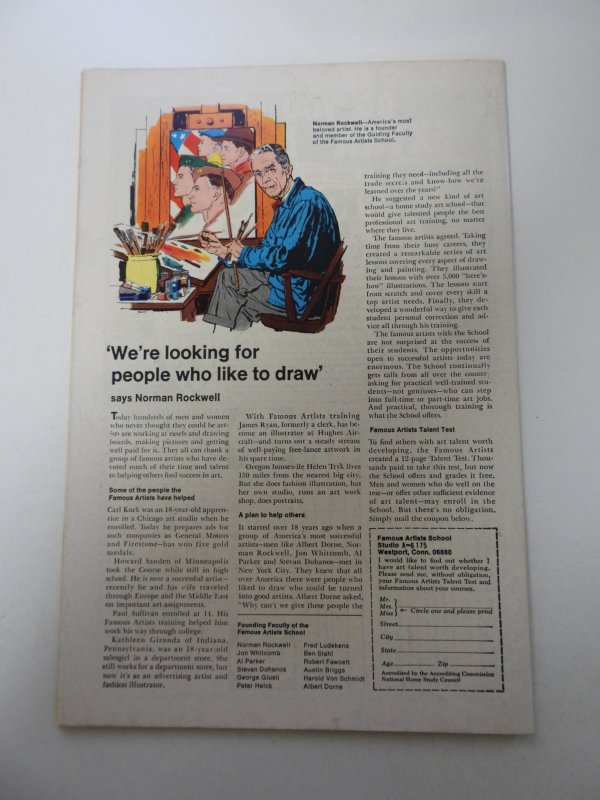 Norman Rockwell—America's most
beloved artist. He is a founder
and member of the Guiding Faculty
of the Famous Artists School.
'We're looking for
people who like to draw'
says Norman Rockwell
Today hundreds of men and women
who never thought they could be art-
ists are working at easels and drawing
boards, making pictures and getting
well paid for it. They all can thank a
group of famous artists who have de-
voted much of their time and talent
to helping others find success in art.
Some of the people the
Famous Artists have helped
Carl Kock was an 18-year-old appren-
tice in a Chicago art studio when he
enrolled. Today he prepares ads for
such companies as General Motors
and Firestone—has won five gold
medals.
Howard Sanden of Minneapolis
took the Course while still in high
school. He is now a successful artist—
recently he and his wife traveled
through Europe and the Middle East
on important art assignments.
Paul Sullivan enrolled at 14. His
Famous Artists training helped him
work his way through college.
Kathleen Gironda of Indiana,
Pennsylvania, was an 18-year-old
salesgirl in a department store. She
still works for a department store, but
now it's as an advertising artist and
fashion illustrator.
With Famous Artists training
James Ryan, formerly a clerk, has be-
come an illustrator at Hughes Air-
craft—and turns out a steady stream
of well-paying free-lance artwork in
his spare time.
Oregon housewife Helen Tryk lives
150 miles from the nearest big city.
But she does fashion illustration, has
her own studio, runs an art work
shop, does portraits.
A plan to help others
It started over 18 years ago when a
group of America's most successful
artists—men like Albert Dorne, Nor-
man Rockwell, Jon Whitcomb, Al
Parker and Stevan Dohanos—met in
New York City. They knew that all
over America there were people who
liked to draw who could be turned
into good artists. Albert Dorne asked,
"Why can't we give these people the
Founding Faculty of the
Famous Artists School
Norman Rockwell
Jon Whitcomb
Al Parker
Stevan Dohanos
George Giusti
Peter Helck
Fred Ludekens
Ben Stahl
Robert Fawcett
Austin Briggs
Harold Von Schmidt
Albert Dorne
training they need—including all the
trade secrets and know-how we've
learned over the years?"
He suggested a new kind of art
school—a home study art school—that
would give talented people the best
professional art training, no matter
where they live.
The famous artists agreed. Taking
time from their busy careers, they
created a remarkable series of art
lessons covering every aspect of draw-
ing and painting. They illustrated
their lessons with over 5,000 "here's-
how" illustrations. The lessons start
from scratch and cover every skill a
top artist needs. Finally, they de-
veloped a wonderful way to give each
student personal correction and ad-
vice all through his training.
The famous artists with the School
are not surprised at the success of
their students. The opportunities
open to successful artists today are
enormous. The School continually
gets calls from all over the country
asking for practical well-trained stu-
dents—not geniuses—who can step
into full-time or part-time art jobs.
And practical, thorough training is
what the School offers.
Famous Artists Talent Test
To find others with art talent worth
developing, the Famous Artists
created a 12-page Talent Test. Thou-
sands paid to take this test, but now
the School offers and grades it free,
Men and women who do well on the
test—or offer other sufficient evidence
of art talent—may enroll in the
School. But there's no obligation,
Simply mail the coupon below.
Famous Artists School
Studio 6175
Westport, Conn. 06880
I would like to find out whether I
have art talent worth developing.
Please send me, without obligation,
your Famous Artists Talent Test and
information about your courses.
Mr.
Mrs.
Miss
← Circle one and please print
Street
City
State
Age Zip
Accredited by the Accrediting Commission
National Home Study Council